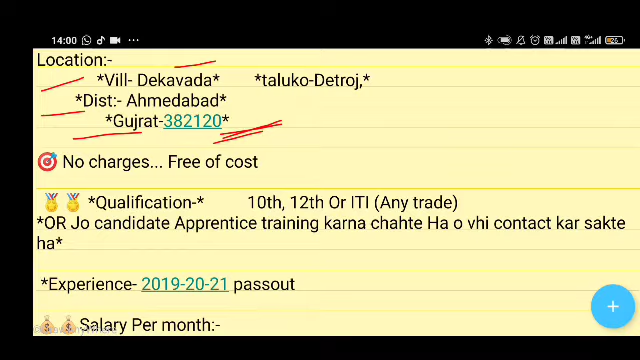 14:00
Location:-
*Vill- Dekavada* *taluko-Detroj,*
*Dist:- Ahmedabad*
*Gujrat-382120*
No charges... Free of cost
*Qualification-* 10th, 12th Or ITI (Any trade)
*OR Jo candidate Apprentice training karna chahte Ha o vhi contact kar sakte
ha*
*Experience- 2019-20-21 passout
Salary Per month:-